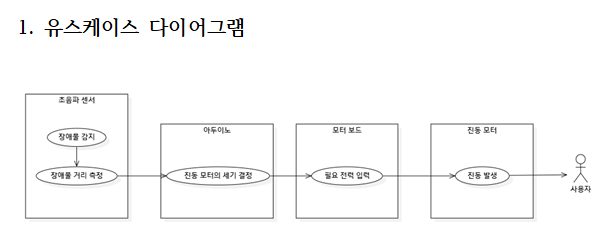 1. 유스케이스 다이어그램
초음파 센서
장애물 감지
장애물 거리 측정
아두이노
진동 모터의 세기 결정
모터 보드
필요 전력 입력
진동 모터
진동 발생
사용자